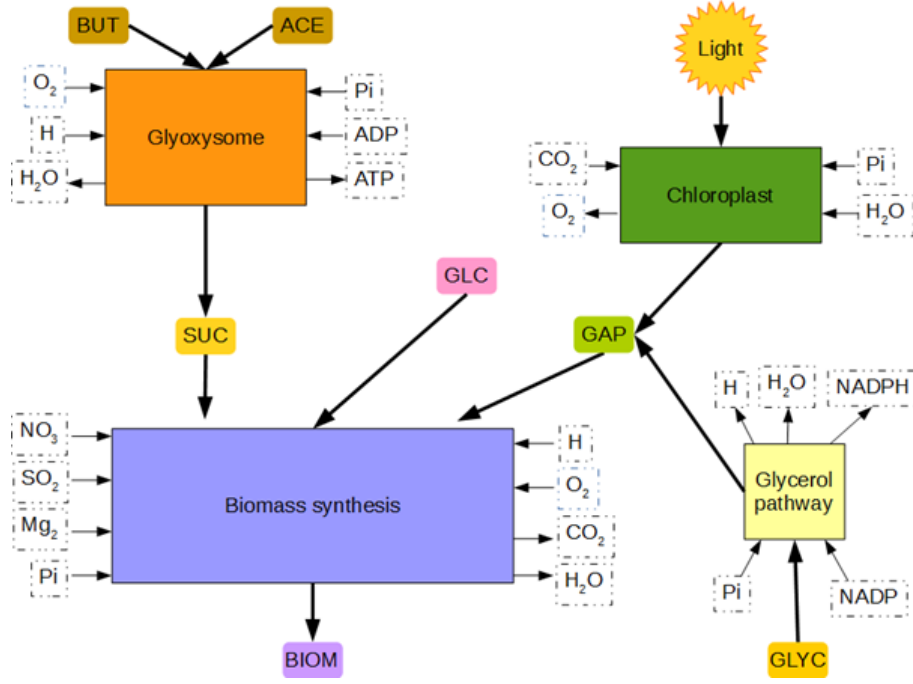 BUT
ACE
Light
O₂
Pi
H
Glyoxysome
ADP
H₂O
ATP
CO₂
Pi
Chloroplast
O₂
H₂O
GLC
SUC
GAP
H
H₂O
NADPH
NO₃
H
SO₂
Biomass synthesis
O₂
Glycerol
pathway
Mg₂
CO₂
Pi
H₂O
Pi
NADP
BIOM
GLYC